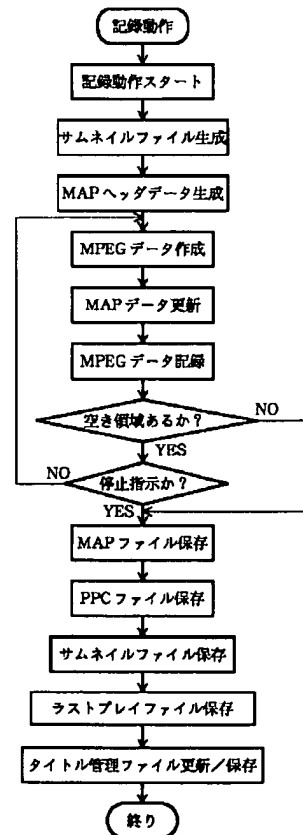 記録動作
記録動作スタート
サムネイルファイル生成
MAPヘッダデータ生成
MPEGデータ作成
MAPデータ更新
MPEGデータ記録
空き領域あるか？
NO
YES
停止指示か？
NO
YES
MAPファイル保存
PPCファイル保存
サムネイルファイル保存
ラストプレイファイル保存
タイトル管理ファイル更新／保存
終り